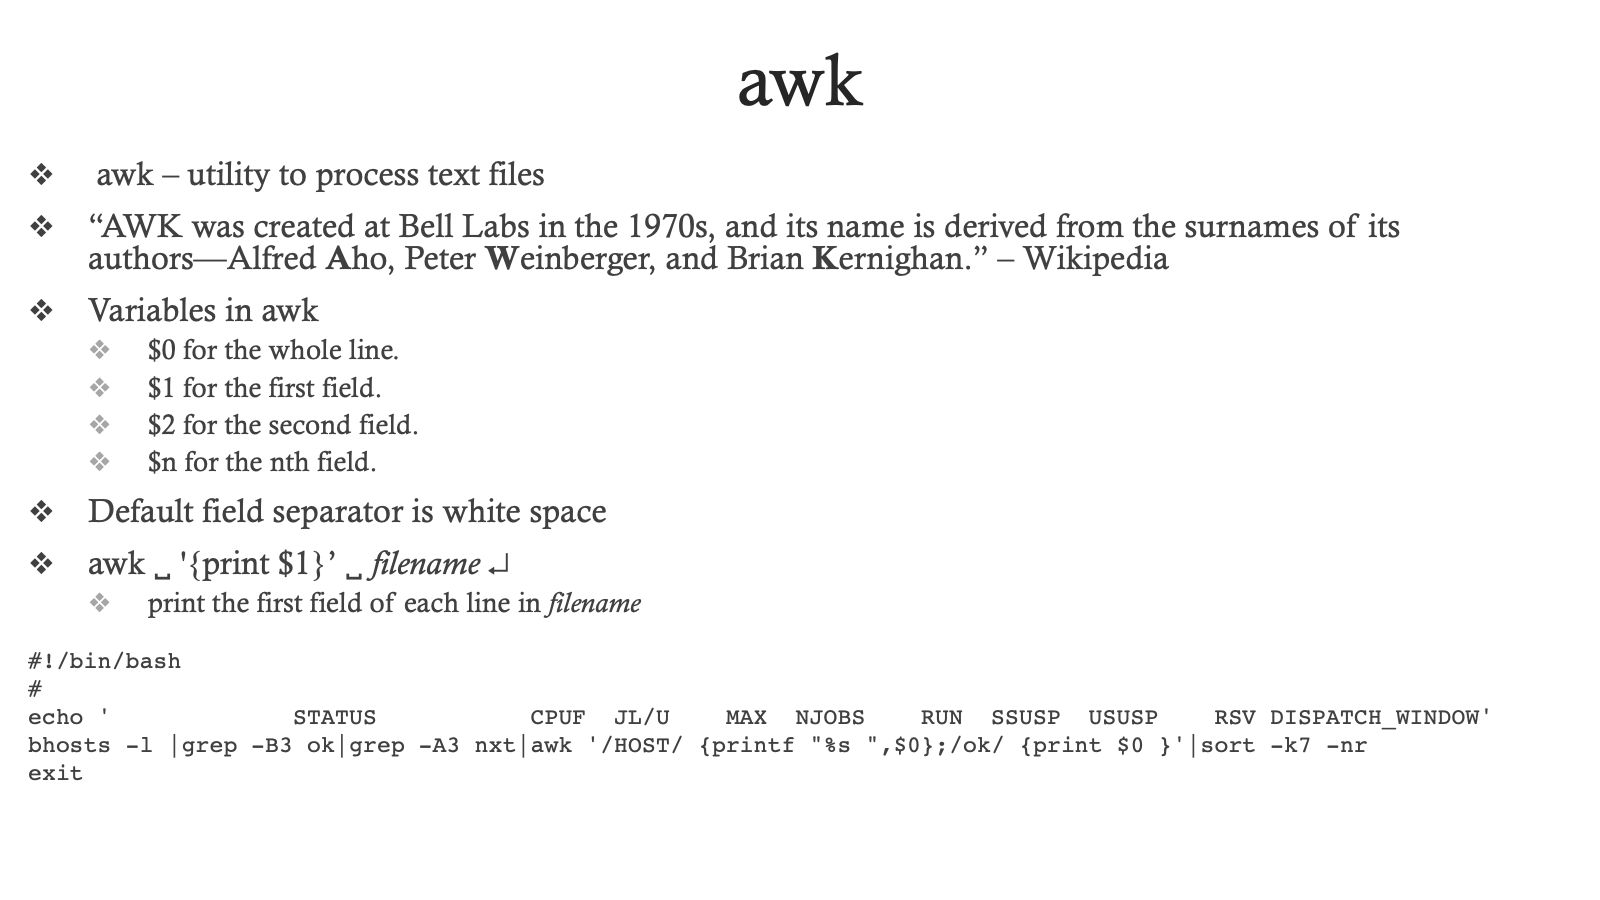 awk
❖ awk – utility to process text files
❖ “AWK was created at Bell Labs in the 1970s, and its name is derived from the surnames of its
authors—Alfred Aho, Peter Weinberger, and Brian Kernighan.” – Wikipedia
❖ Variables in awk
❖ $0 for the whole line.
❖ $1 for the first field.
❖ $2 for the second field.
❖ $n for the nth field.
❖ Default field separator is white space
❖ awk ␣ '{print $1}’ ␣ filename ↵
❖ print the first field of each line in filename
#!/bin/bash
#
echo '             STATUS           CPUF  JL/U    MAX  NJOBS    RUN  SSUSP  USUSP    RSV DISPATCH_WINDOW'
bhosts -l |grep -B3 ok|grep -A3 nxt|awk '/HOST/ {printf "%s ",$0};/ok/ {print $0 }'|sort -k7 -nr
exit